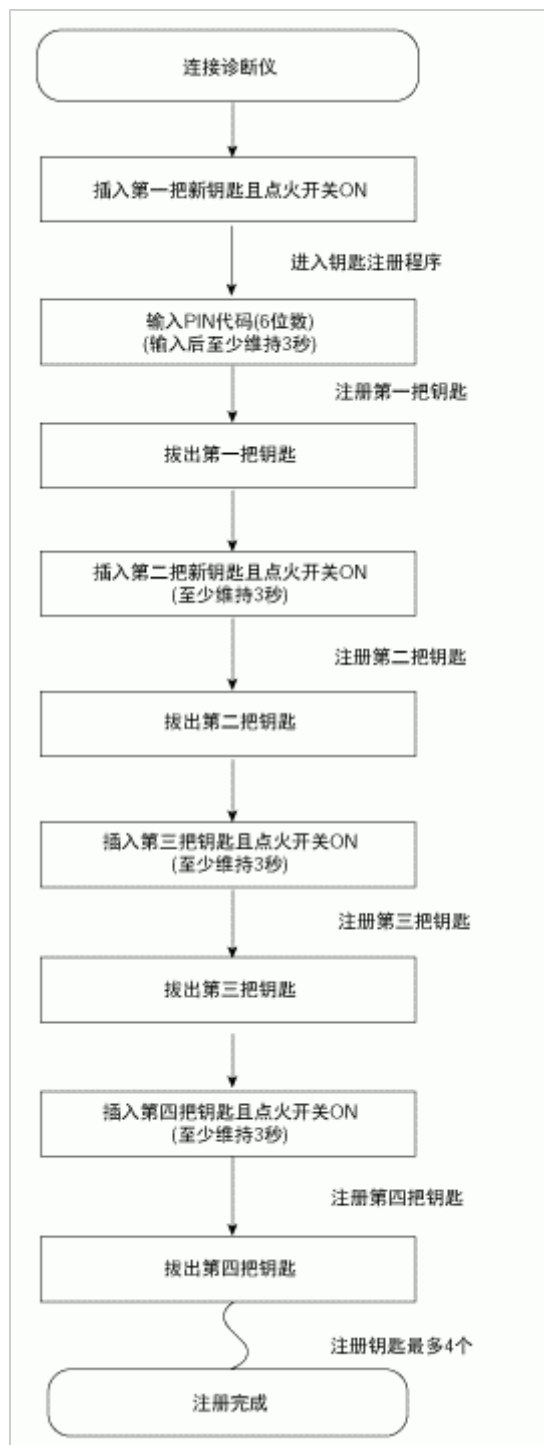 连接诊断仪
插入第一把新钥匙且点火开关ON
进入钥匙注册程序
输入PIN代码(6位数)
(输入后至少维持3秒)
注册第一把钥匙
拔出第一把钥匙
插入第二把新钥匙且点火开关ON
(至少维持3秒)
注册第二把钥匙
拔出第二把钥匙
插入第三把钥匙且点火开关ON
(至少维持3秒)
注册第三把钥匙
拔出第三把钥匙
插入第四把钥匙且点火开关ON
(至少维持3秒)
注册第四把钥匙
拔出第四把钥匙
注册钥匙最多4个
注册完成